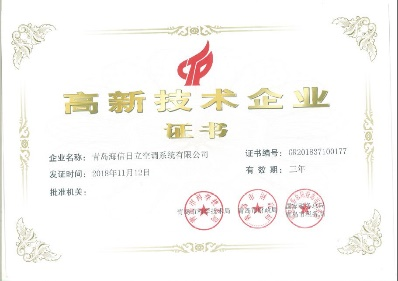 高新技术企业
证书
企业名称：青岛海信日立空调系统有限公司
证书编号：GR201837100177
发证时间：2018年11月12日
有效期：三年
批准机关：